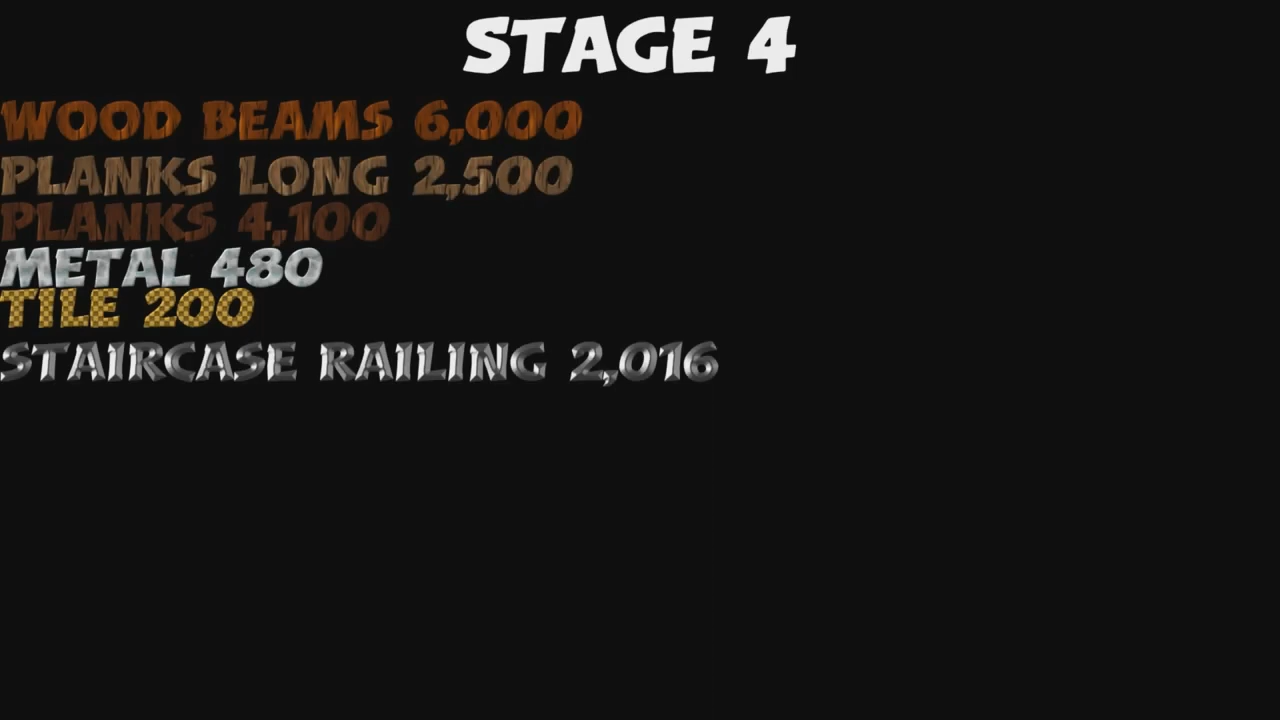 STAGE 4
WOOD BEAMS 6,000
PLANKS LONG 2,500
PLANKS 4,100
METAL 480
TILE 200
STAIRCASE RAILING 2,016